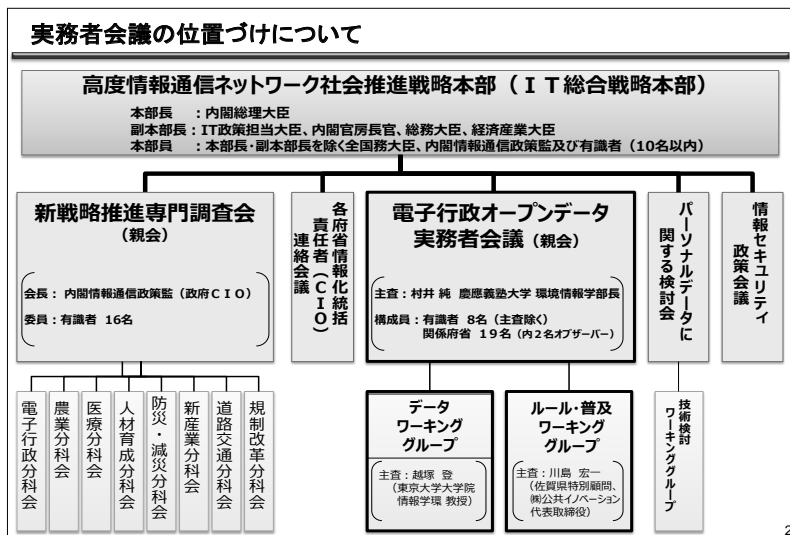 実務者会議の位置づけについて
高度情報通信ネットワーク社会推進戦略本部（ＩＴ総合戦略本部）
本部長　：内閣総理大臣
副本部長：IT政策担当大臣、内閣官房長官、総務大臣、経済産業大臣
本部員　：本部長・副本部長を除く全国務大臣、内閣情報通信政策監及び有識者（10名以内）
新戦略推進専門調査会
（親会）
会長：内閣情報通信政策監（政府ＣＩＯ）
委員：有識者 16名
各府省情報化統括
責任者（ＣＩＯ）
連絡会議
電子行政オープンデータ
実務者会議（親会）
主査：村井 純 慶應義塾大学 環境情報学部長
構成員：有識者 8名（主査除く）
関係府省 19名（内２名オブザーバー）
パーソナルデータに
関する検討会
情報セキュリティ
政策会議
電子行政分科会
農業分科会
医療分科会
人材育成分科会
防災・減災分科会
新産業分科会
道路交通分科会
規制改革分科会
データ
ワーキング
グループ
主査：越塚 登
（東京大学大学院
情報学環 教授）
ルール・普及
ワーキング
グループ
主査：川島 宏一
（佐賀県特別顧問、
㈱公共イノベーション
代表取締役）
技術検討
ワーキンググループ
2